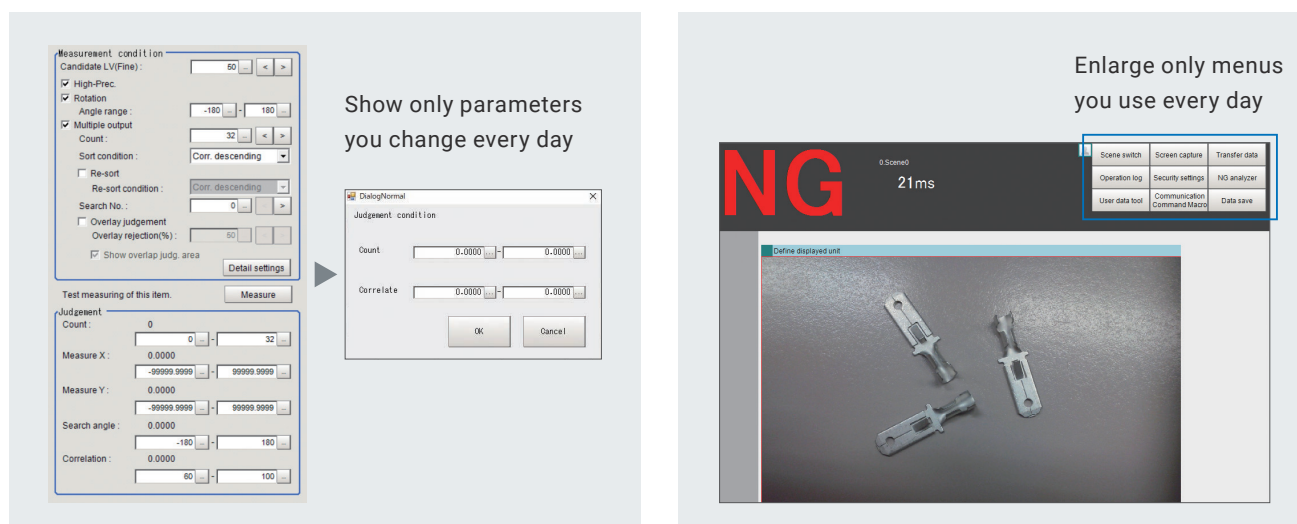 Measurement condition
Candidate LV(Fine) : 50 ... < >
High-Prec.
Rotation
Angle range : -180 ... - 180 ...
Multiple output
Count : 32 ... < >
Sort condition : Corr. descending
Re-sort
Re-sort condition : Corr. descending
Search No. : 0 ... >
Overlay judgement
Overlay rejection(%) : 50
Show overlap judg. area
Detail settings
Test measuring of this item. Measure
Judgement
Count : 0
0 ... - 32 ...
Measure X : 0.0000
-99999.9999 ... - 99999.9999 ...
Measure Y : 0.0000
-99999.9999 ... - 99999.9999 ...
Search angle : 0.0000
-180 ... - 180 ...
Correlation : 0.0000
60 ... - 100 ...
Show only parameters
you change every day
DialogNormal ×
Judgement condition
Count 0.0000 ... - 0.0000 ...
Correlate 0.0000 ... - 0.0000 ...
OK Cancel
Enlarge only menus
you use every day
NG
0.Scene0
21ms
Scene switch Screen capture Transfer data
Operation log Security settings NG analyzer
User data tool Communication Command Macro Data save
Define displayed unit